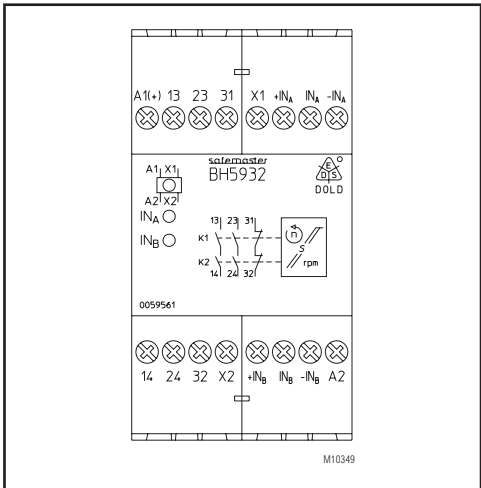 A1(+) 13 23 31 X1 +INA INA -INA
safemaster
BH5932
A1 X1
A2 X2
E
D S
DOLD
INA
INB
13 23 31
K1
K2
14 24 32
n
S
rpm
0059561
14 24 32 X2 +INB INB -INB A2
M10349